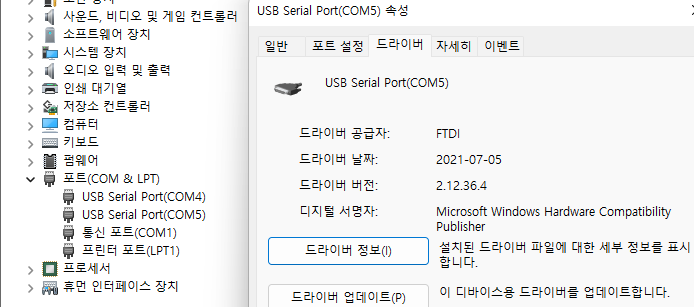 사운드, 비디오 및 게임 컨트롤러
소프트웨어 장치
시스템 장치
오디오 입력 및 출력
인쇄 대기열
저장소 컨트롤러
컴퓨터
키보드
펌웨어
포트(COM & LPT)
USB Serial Port(COM4)
USB Serial Port(COM5)
통신 포트(COM1)
프린터 포트(LPT1)
프로세서
휴먼 인터페이스 장치
USB Serial Port(COM5) 속성
일반 포트 설정 드라이버 자세히 이벤트
USB Serial Port(COM5)
드라이버 공급자: FTDI
드라이버 날짜: 2021-07-05
드라이버 버전: 2.12.36.4
디지털 서명자: Microsoft Windows Hardware Compatibility
Publisher
드라이버 정보(I) 설치된 드라이버 파일에 대한 세부 정보를 표시
합니다.
드라이버 업데이트(P) 이 디바이스용 드라이버를 업데이트합니다.